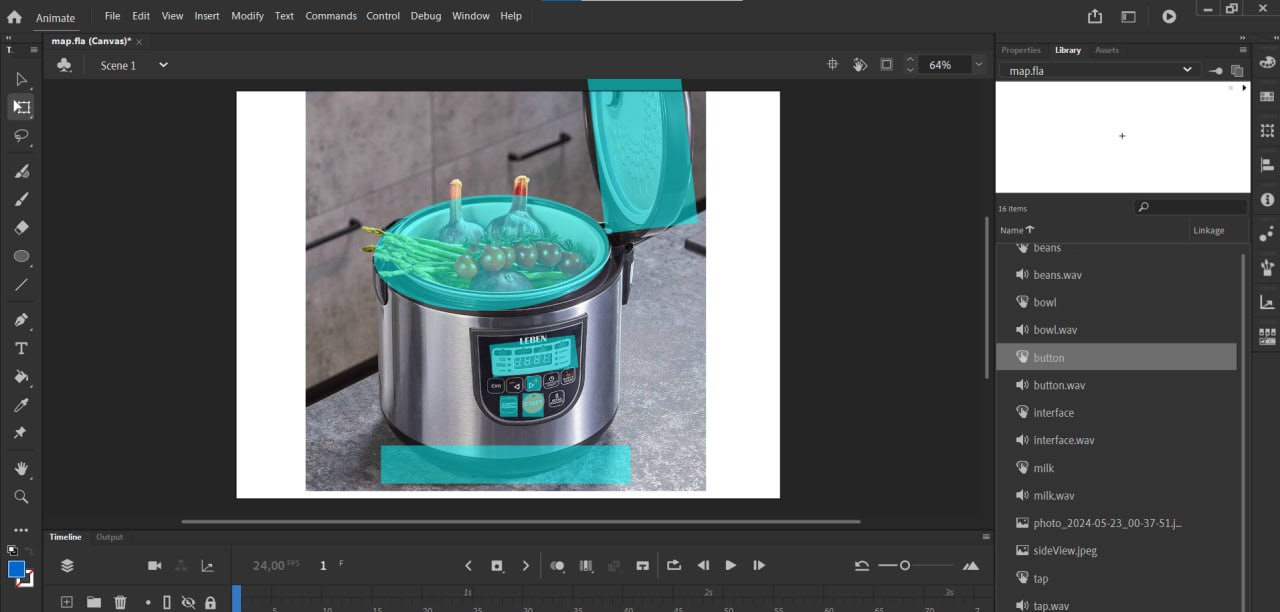 Animate
File Edit View Insert Modify Text Commands Control Debug Window Help
map.fla (Canvas)*
T.
Properties Library Assets
Scene 1
64%
map.fla
16 items
Name Linkage
beans
beans.wav
bowl
bowl.wav
button
button.wav
interface
interface.wav
milk
milk.wav
photo_2024-05-23_00-37-51.j...
sideView.jpeg
tap
tap.wav
LEBEN
СТАРТ
T
Timeline Output
24,00 FPS 1 F
1s 2s 3s
5 10 15 20 25 30 35 40 45 50 55 60 65 70 7